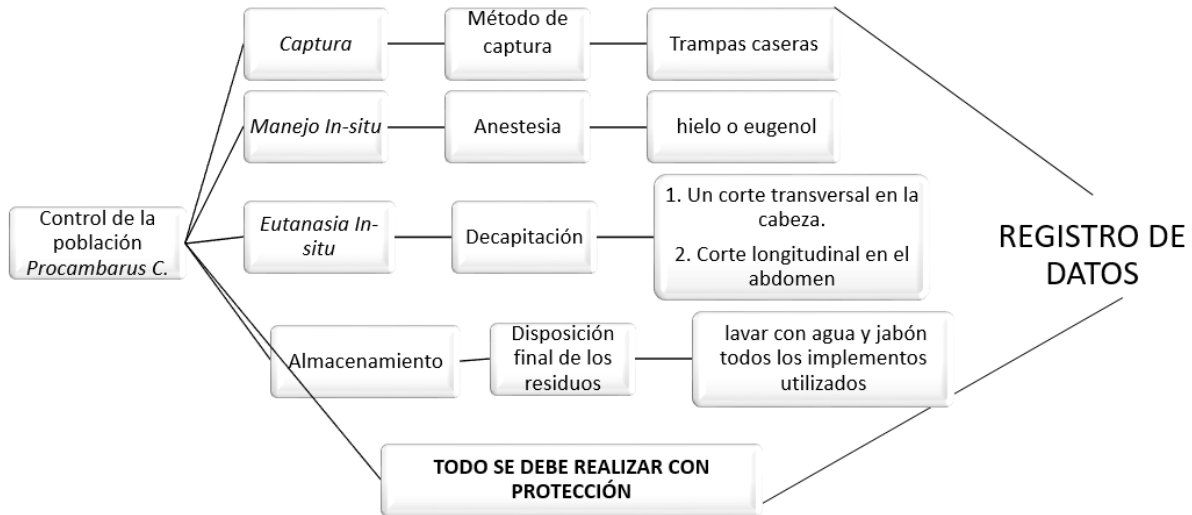 Control de la
población
Procambarus C.
Captura
Método de
captura
Trampas caseras
Manejo In-situ
Anestesia
hielo o eugenol
Eutanasia In-
situ
Decapitación
1. Un corte transversal en la
cabeza.
2. Corte longitudinal en el
abdomen
Almacenamiento
Disposición
final de los
residuos
lavar con agua y jabón
todos los implementos
utilizados
TODO SE DEBE REALIZAR CON
PROTECCIÓN
REGISTRO DE
DATOS